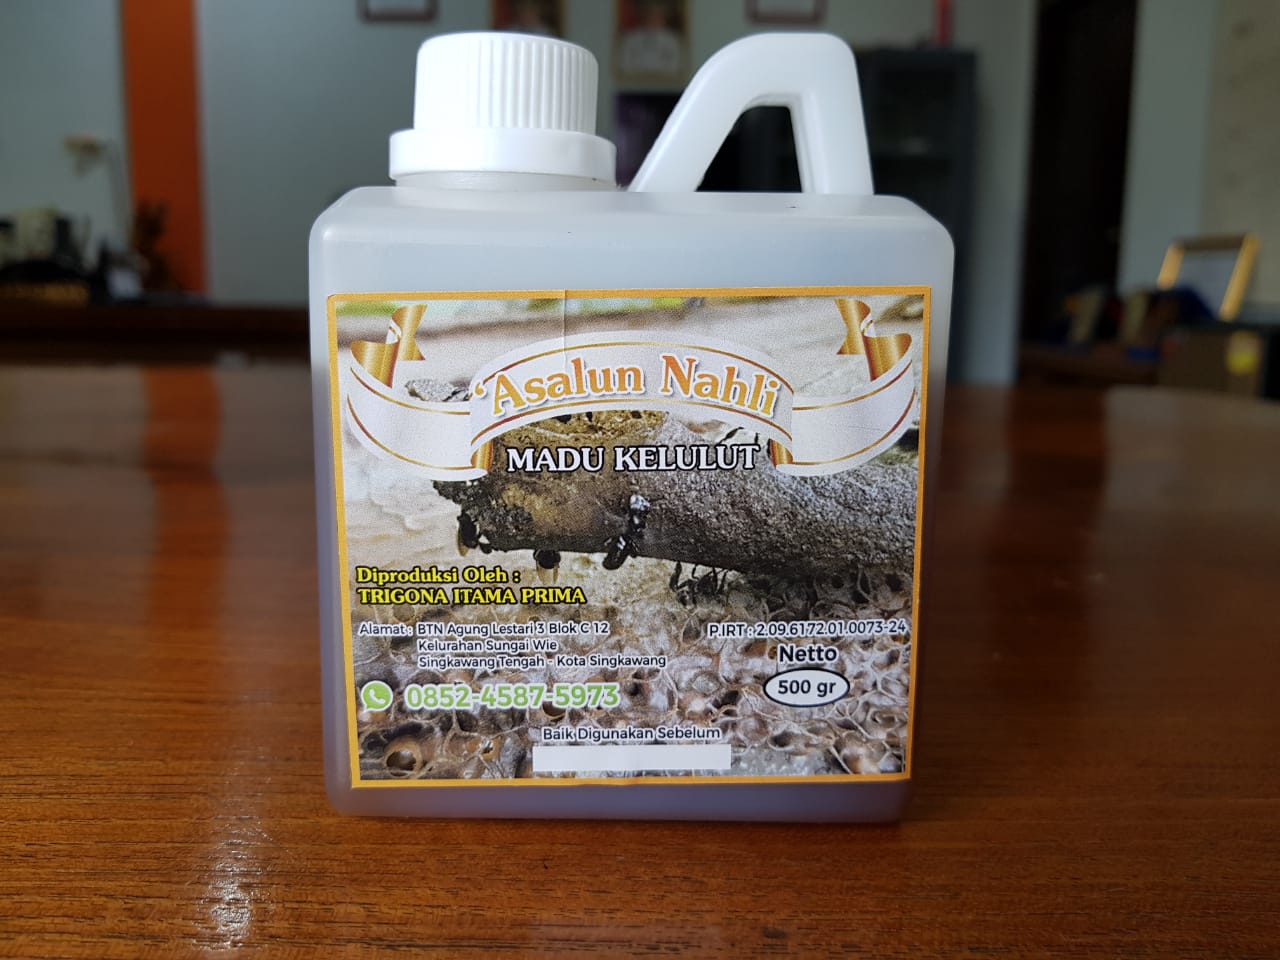 'Asalun Nahli
MADU KELULUT
Diproduksi Oleh :
TRIGONA ITAMA PRIMA
Alamat : BTN Agung Lestari 3 Blok C 12
Kelurahan Sungai Wie
Singkawang Tengah - Kota Singkawang
0852-4587-5973
P.IRT : 2.09.6172.01.0073-24
Netto
500 gr
Baik Digunakan Sebelum